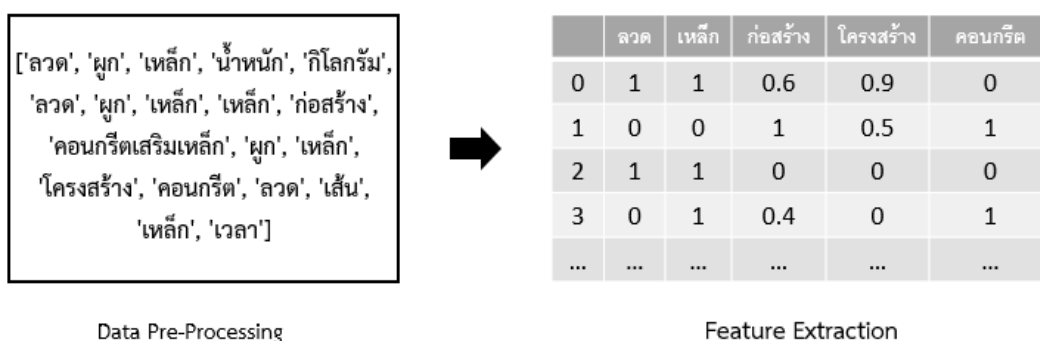 ['ลวด', 'ผูก', 'เหล็ก', 'น้ำหนัก', 'กิโลกรัม',
'ลวด', 'ผูก', 'เหล็ก', 'เหล็ก', 'ก่อสร้าง',
'คอนกรีตเสริมเหล็ก', 'ผูก', 'เหล็ก',
'โครงสร้าง', 'คอนกรีต', 'ลวด', 'เส้น',
'เหล็ก', 'เวลา']
Data Pre-Processing
ลวด เหล็ก ก่อสร้าง โครงสร้าง คอนกรีต
0 1 1 0.6 0.9 0
1 0 0 1 0.5 1
2 1 1 0 0 0
3 0 1 0.4 0 1
... ... ... ... ... ...
Feature Extraction